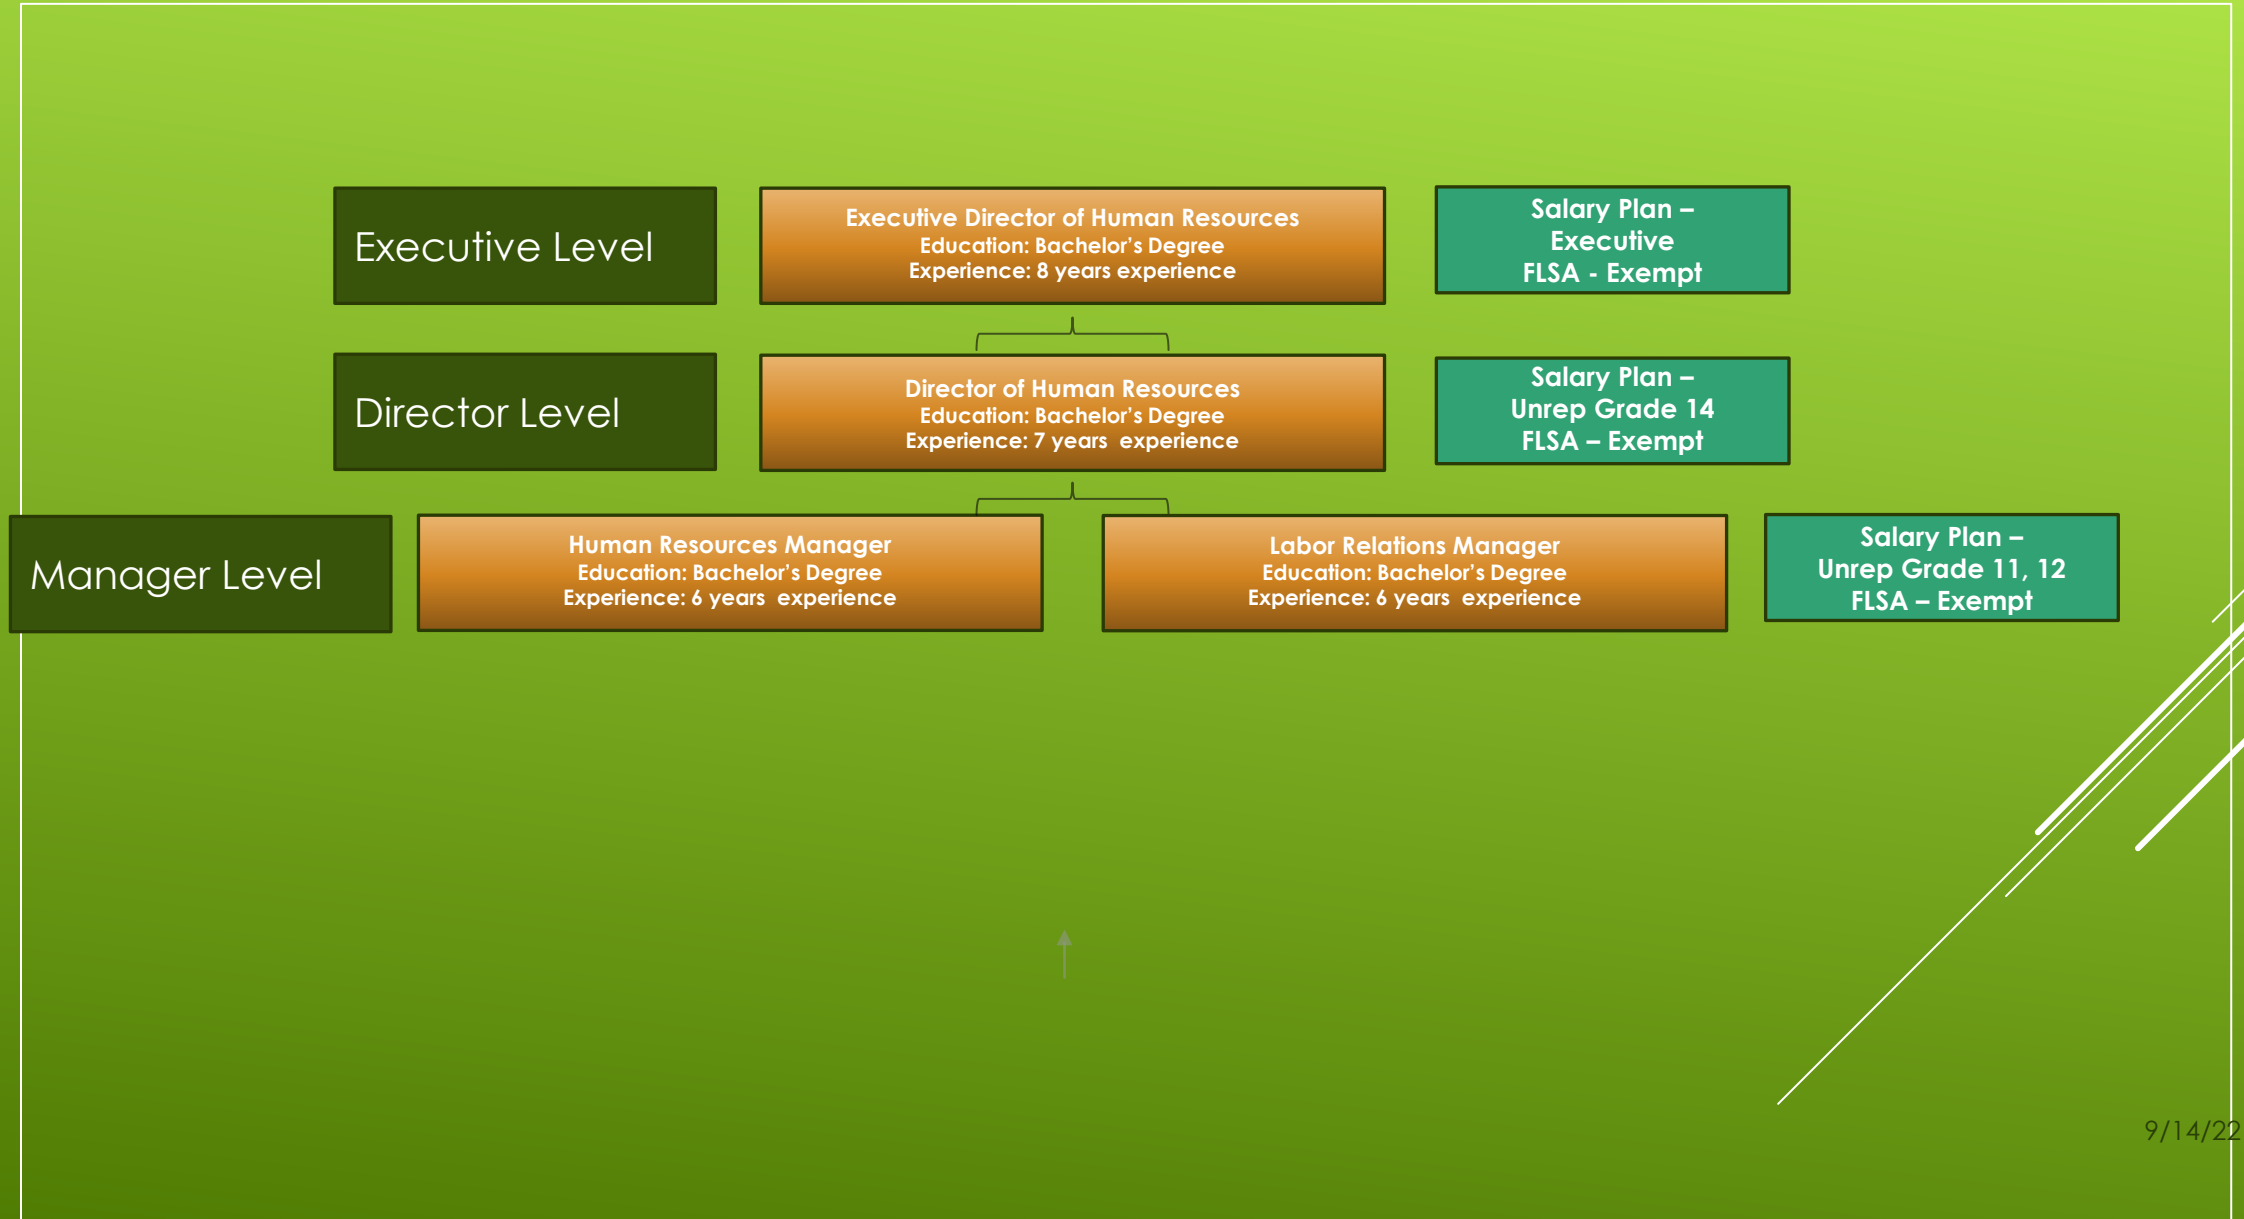 Executive Level
Executive Director of Human Resources
Education: Bachelor’s Degree
Experience: 8 years experience
Salary Plan –
Executive
FLSA - Exempt
Director Level
Director of Human Resources
Education: Bachelor’s Degree
Experience: 7 years  experience
Salary Plan –
Unrep Grade 14
FLSA – Exempt
Manager Level
Human Resources Manager
Education: Bachelor’s Degree
Experience: 6 years  experience
Labor Relations Manager
Education: Bachelor’s Degree
Experience: 6 years  experience
Salary Plan –
Unrep Grade 11, 12
FLSA – Exempt
9/14/22